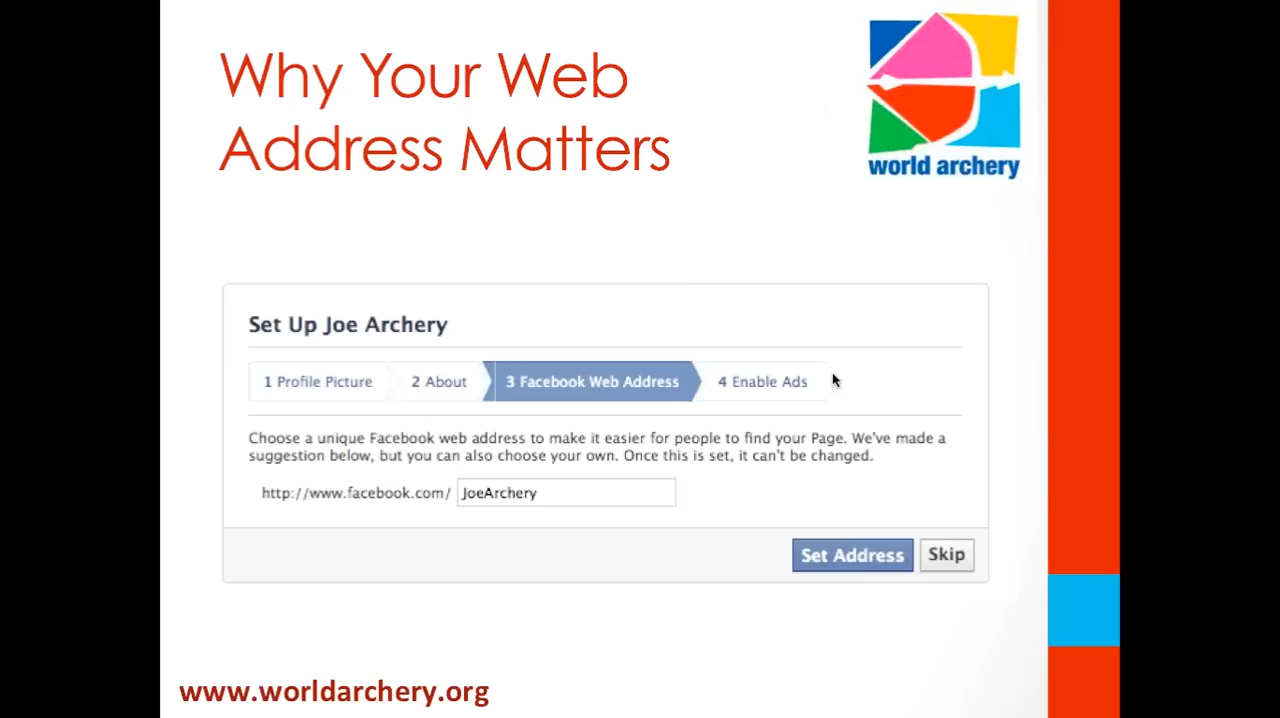 Why Your Web
Address Matters
world archery
Set Up Joe Archery
1 Profile Picture 2 About 3 Facebook Web Address 4 Enable Ads
Choose a unique Facebook web address to make it easier for people to find your Page. We've made a
suggestion below, but you can also choose your own. Once this is set, it can't be changed.
http://www.facebook.com/ JoeArchery
Set Address Skip
www.worldarchery.org